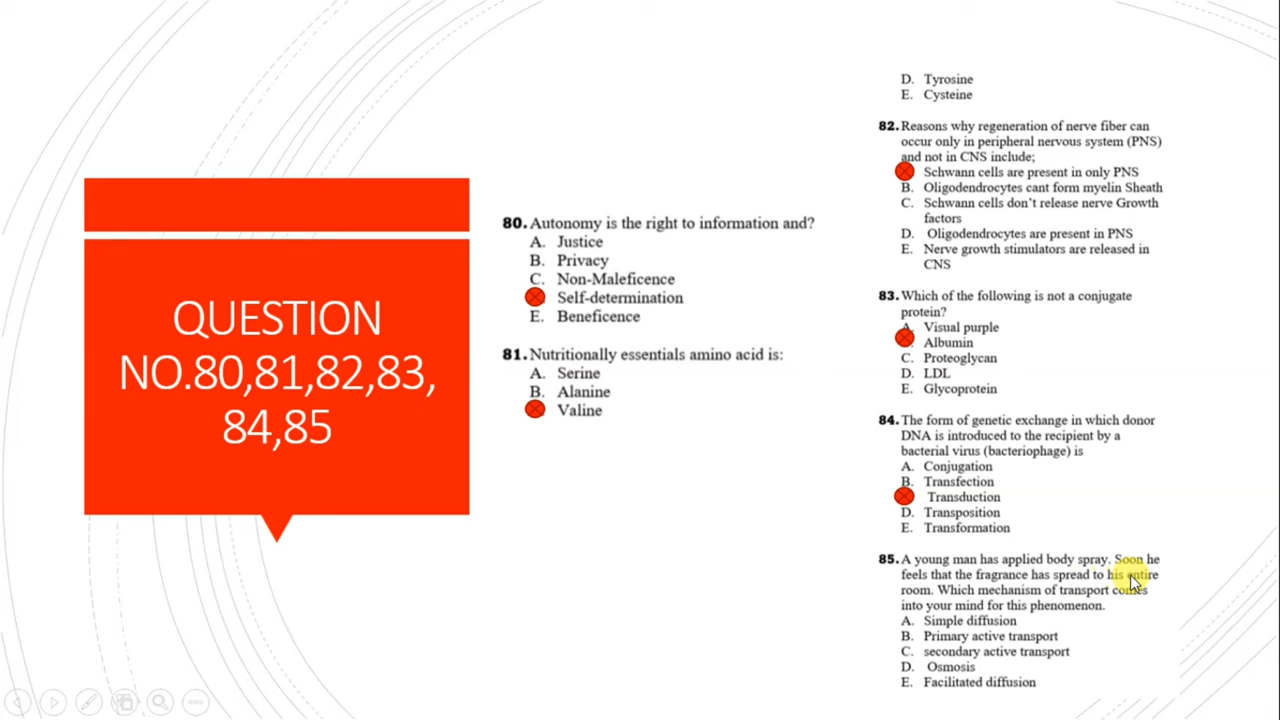 QUESTION
NO.80,81,82,83,
84,85
80. Autonomy is the right to information and?
A. Justice
B. Privacy
C. Non-Maleficence
Self-determination
E. Beneficence
81. Nutritionally essentials amino acid is:
A. Serine
B. Alanine
Valine
D. Tyrosine
E. Cysteine
82. Reasons why regeneration of nerve fiber can
occur only in peripheral nervous system (PNS)
and not in CNS include;
Schwann cells are present in only PNS
B. Oligodendrocytes cant form myelin Sheath
C. Schwann cells don't release nerve Growth
factors
D. Oligodendrocytes are present in PNS
E. Nerve growth stimulators are released in
CNS
83. Which of the following is not a conjugate
protein?
A. Visual purple
Albumin
C. Proteoglycan
D. LDL
E. Glycoprotein
84. The form of genetic exchange in which donor
DNA is introduced to the recipient by a
bacterial virus (bacteriophage) is
A. Conjugation
B. Transfection
Transduction
D. Transposition
E. Transformation
85. A young man has applied body spray. Soon he
feels that the fragrance has spread to his entire
room. Which mechanism of transport comes
into your mind for this phenomenon.
A. Simple diffusion
B. Primary active transport
C. secondary active transport
D. Osmosis
E. Facilitated diffusion